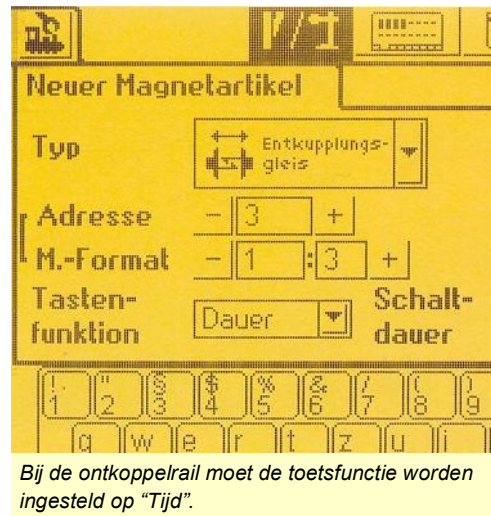 Neuer Magnetartikel
Typ
Entkupplungs-
gleis
Adresse - 3 +
M.-Format - 1 : 3 +
Tasten-
funktion
Dauer
Schalt-
dauer
! " § $ % & / ( )
1 2 3 4 5 6 7 8 9
q w e r t z u i
Bij de ontkoppelrail moet de toetsfunctie worden
ingesteld op “Tijd”.